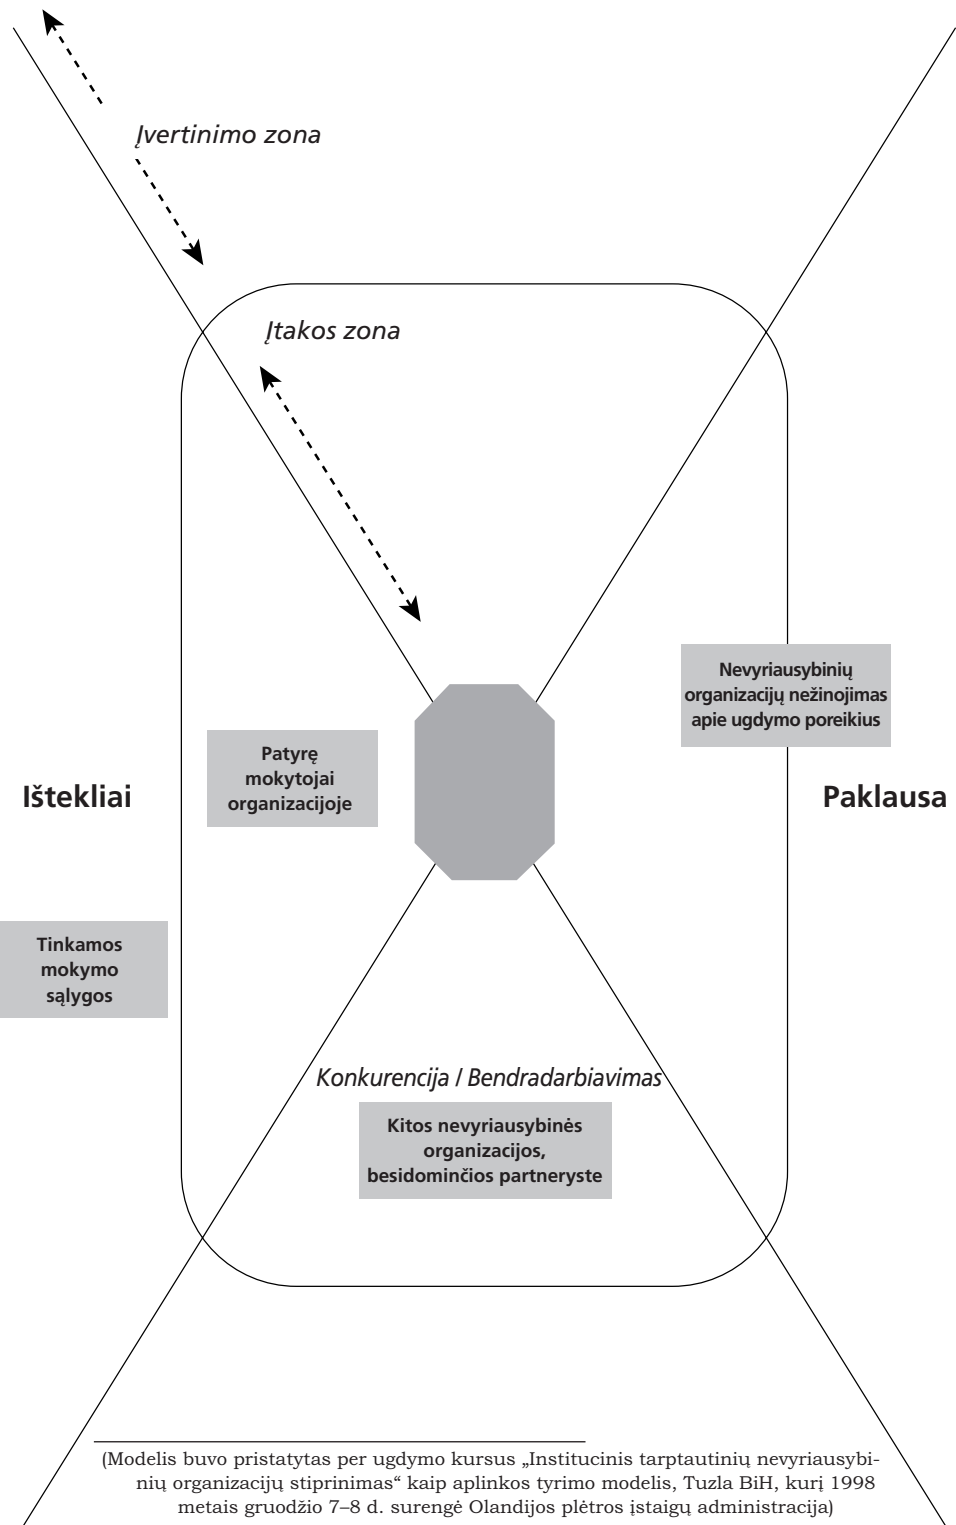 Įvertinimo zona
Įtakos zona
Nevyriausybinių
organizacijų nežinojimas
apie ugdymo poreikius
Patyrę
mokytojai
organizacijoje
Ištekliai
Paklausa
Tinkamos
mokymo
sąlygos
Konkurencija / Bendradarbiavimas
Kitos nevyriausybinės
organizacijos,
besidominčios partneryste
(Modelis buvo pristatytas per ugdymo kursus „Institucinis tarptautinių nevyriausybi-
nių organizacijų stiprinimas“ kaip aplinkos tyrimo modelis, Tuzla BiH, kurį 1998
metais gruodžio 7–8 d. surengė Olandijos plėtros įstaigų administracija)